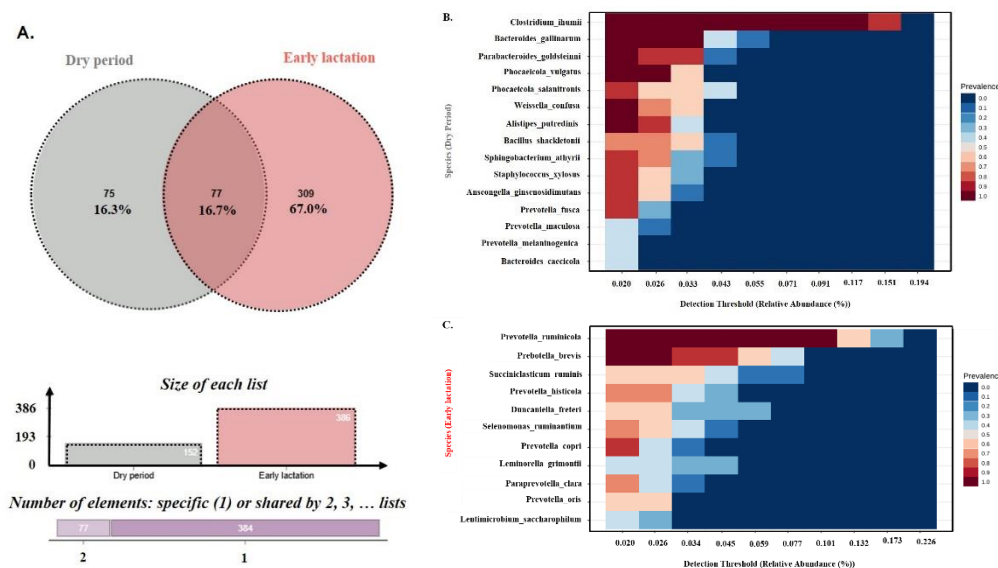 A.
Dry period
Early lactation
75
16.3%
77
16.7%
309
67.0%
Size of each list
386
193
0
152
386
Dry period
Early lactation
Number of elements: specific (1) or shared by 2, 3, … lists
77
384
2
1
B.
Species (Dry Period)
Clostridium_ihumii
Bacteroides_gallinarum
Parabacteroides_goldsteinni
Phocaeicola_vulgatus
Phocaeicola_salanitronis
Weissella_confusa
Alistipes_putredinis
Bacillus_shackletonii
Sphingobacterium_athyrii
Staphylococcus_xylosus
Anseongella_ginsenosidimutans
Prevotella_fusca
Prevotella_maculosa
Prevotella_melaninogenica
Bacteroides_caecicola
0.020 0.026 0.033 0.043 0.055 0.071 0.091 0.117 0.151 0.194
Detection Threshold (Relative Abundance (%))
Prevalence
0.0
0.1
0.2
0.3
0.4
0.5
0.6
0.7
0.8
0.9
1.0
C.
Species (Early lactation)
Prevotella_ruminicola
Prebotella_brevis
Succiniclasticum_ruminis
Prevotella_histicola
Duncaniella_freteri
Selenomonas_ruminantium
Prevotella_copri
Leminorella_grimontii
Paraprevotella_clara
Prevotella_oris
Lentimicrobium_saccharophilum
0.020 0.026 0.034 0.045 0.059 0.077 0.101 0.132 0.173 0.226
Detection Threshold (Relative Abundance (%))
Prevalence
0.0
0.1
0.2
0.3
0.4
0.5
0.6
0.7
0.8
0.9
1.0